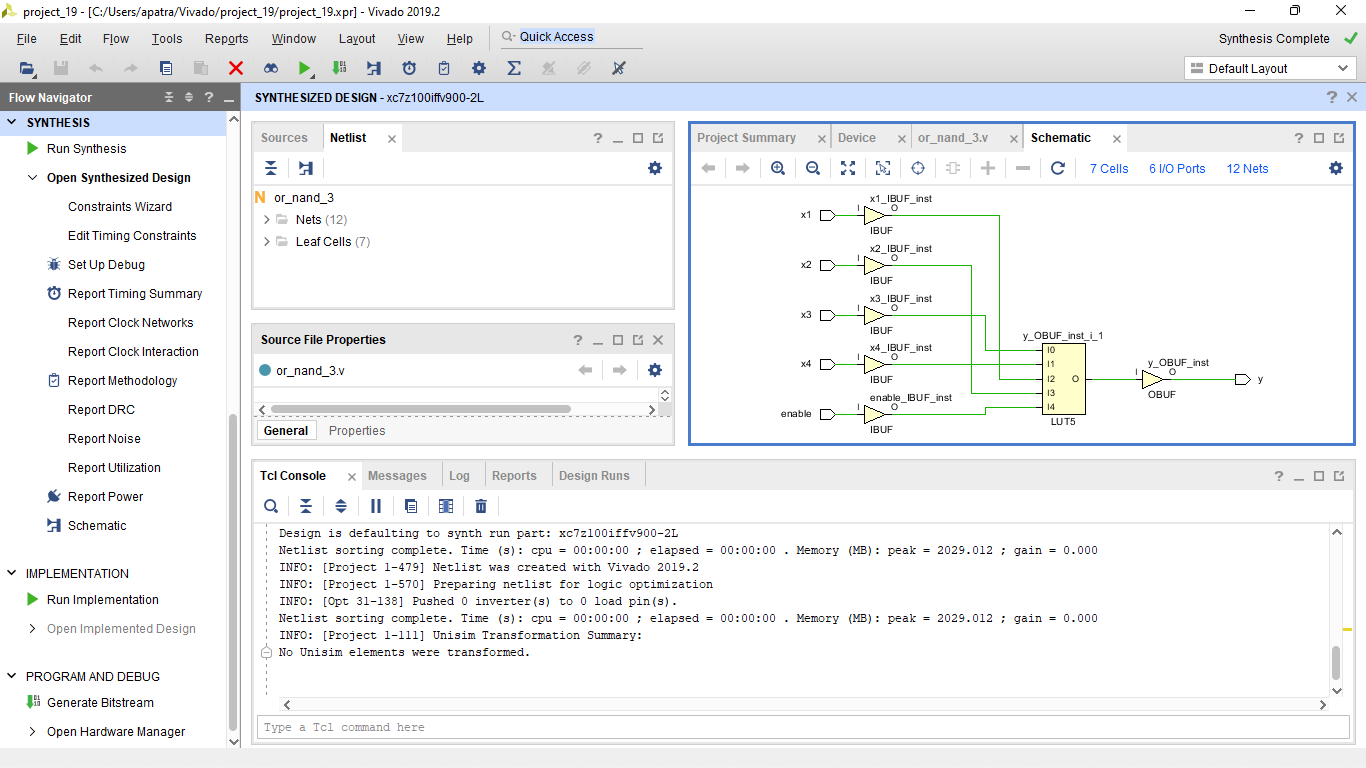 project_19 - [C:/Users/apatra/Vivado/project_19/project_19.xpr] - Vivado 2019.2
File Edit Flow Tools Reports Window Layout View Help Quick Access Synthesis Complete
Default Layout
Flow Navigator
SYNTHESIS
Run Synthesis
Open Synthesized Design
Constraints Wizard
Edit Timing Constraints
Set Up Debug
Report Timing Summary
Report Clock Networks
Report Clock Interaction
Report Methodology
Report DRC
Report Noise
Report Utilization
Report Power
Schematic
IMPLEMENTATION
Run Implementation
Open Implemented Design
PROGRAM AND DEBUG
Generate Bitstream
Open Hardware Manager
SYNTHESIZED DESIGN - xc7z100iffv900-2L
Sources Netlist
or_nand_3
Nets (12)
Leaf Cells (7)
Source File Properties
or_nand_3.v
General Properties
Project Summary Device or_nand_3.v Schematic
7 Cells 6 I/O Ports 12 Nets
x1_IBUF_inst
x1 I O
IBUF
x2_IBUF_inst
x2 I O
IBUF
x3_IBUF_inst
x3 I O
IBUF
x4_IBUF_inst
x4 I O
IBUF
enable_IBUF_inst
enable I O
IBUF
y_OBUF_inst_i_1
I0
I1
I2 O
I3
I4
LUT5
y_OBUF_inst
I O y
OBUF
Tcl Console Messages Log Reports Design Runs
Design is defaulting to synth run part: xc7z100iffv900-2L
Netlist sorting complete. Time (s): cpu = 00:00:00 ; elapsed = 00:00:00 . Memory (MB): peak = 2029.012 ; gain = 0.000
INFO: [Project 1-479] Netlist was created with Vivado 2019.2
INFO: [Project 1-570] Preparing netlist for logic optimization
INFO: [Opt 31-138] Pushed 0 inverter(s) to 0 load pin(s).
Netlist sorting complete. Time (s): cpu = 00:00:00 ; elapsed = 00:00:00 . Memory (MB): peak = 2029.012 ; gain = 0.000
INFO: [Project 1-111] Unisim Transformation Summary:
No Unisim elements were transformed.
Type a Tcl command here